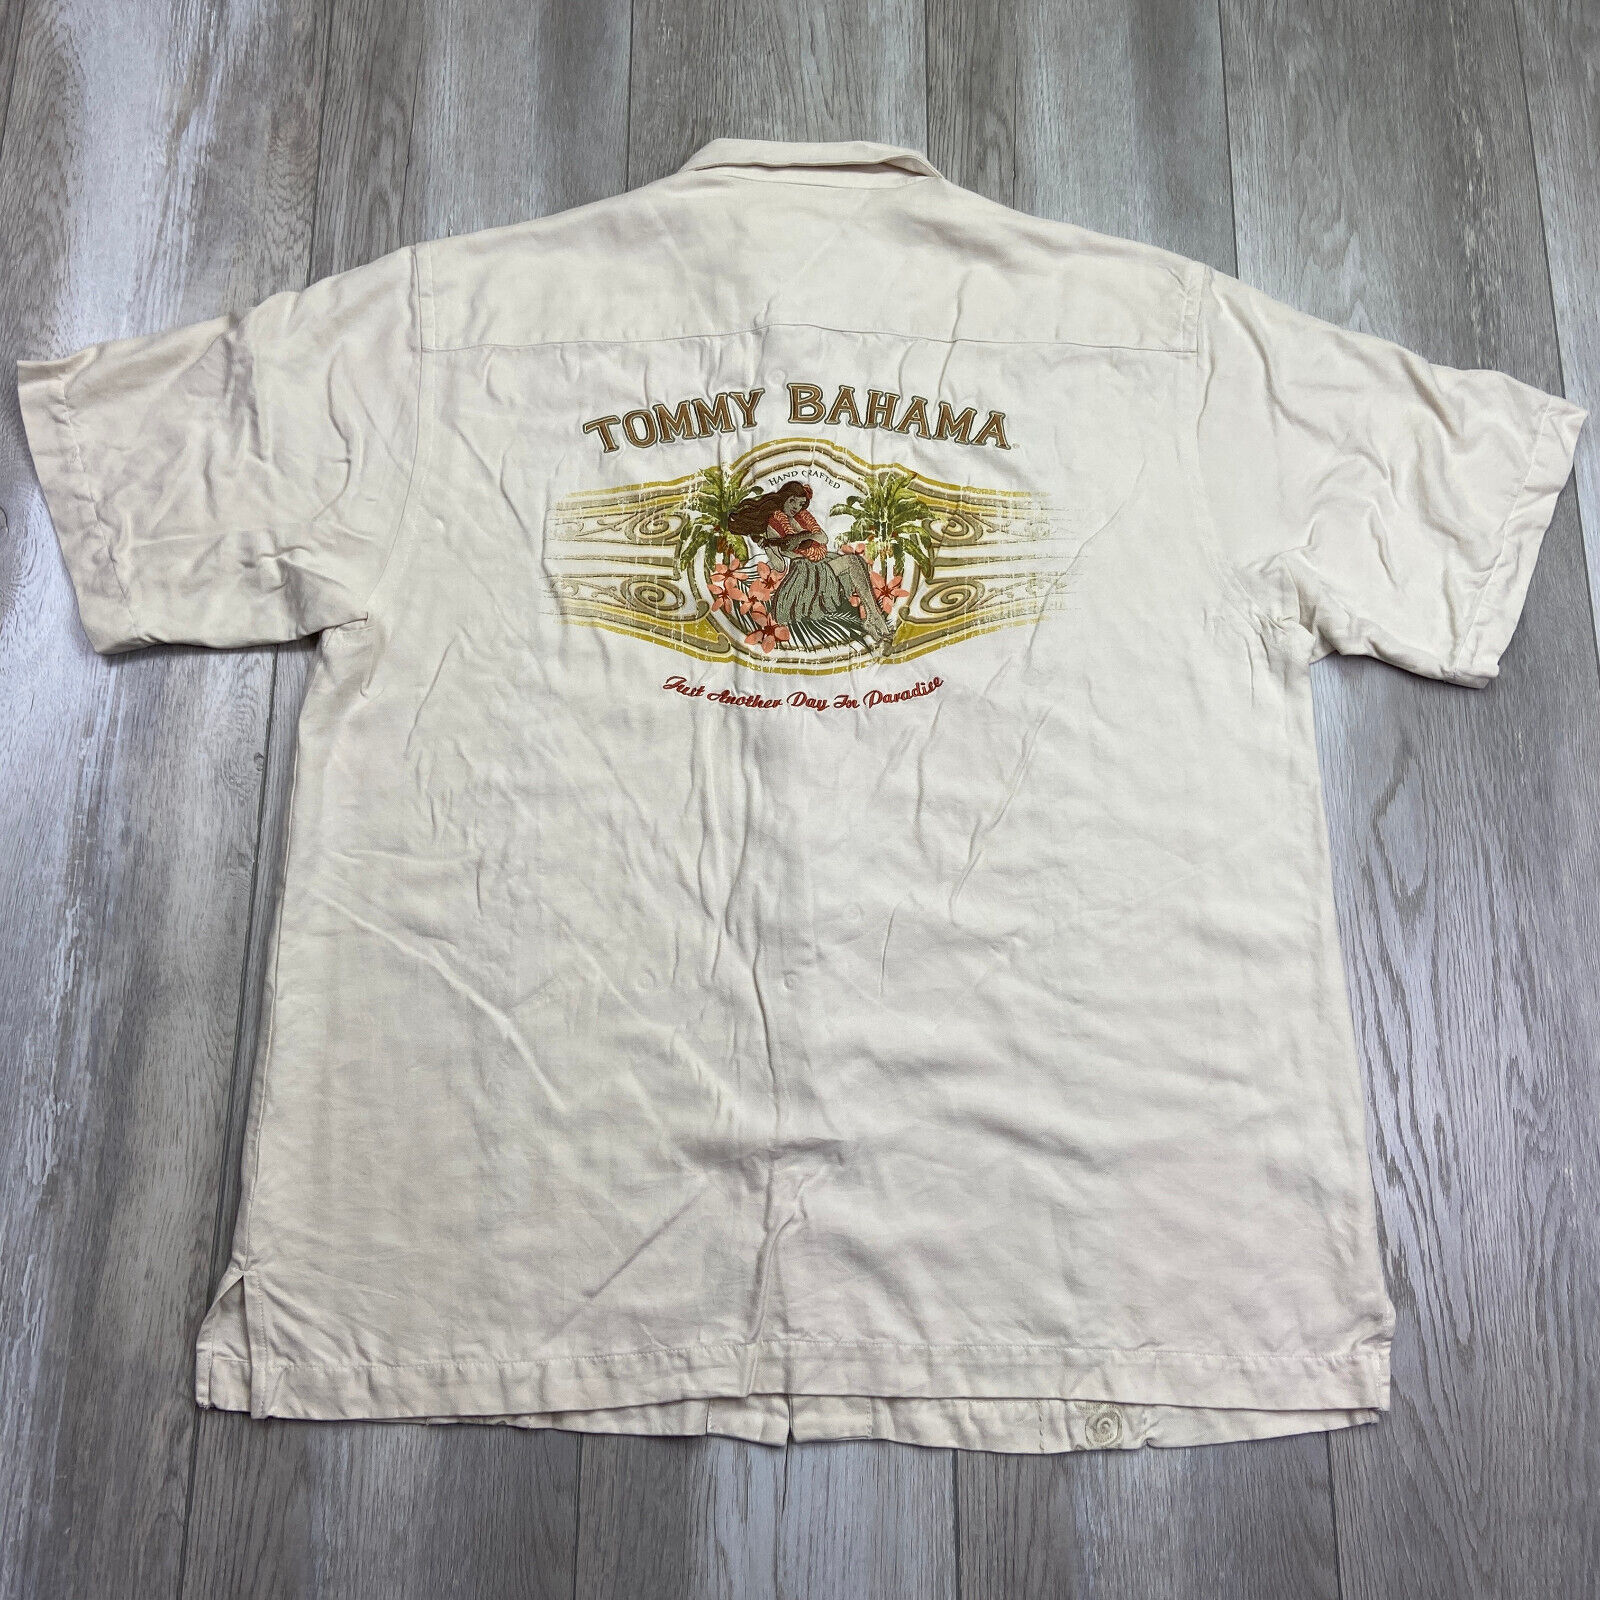 TOMMY BAHAMA
HAND CRAFTED
Just Another Day In Paradise